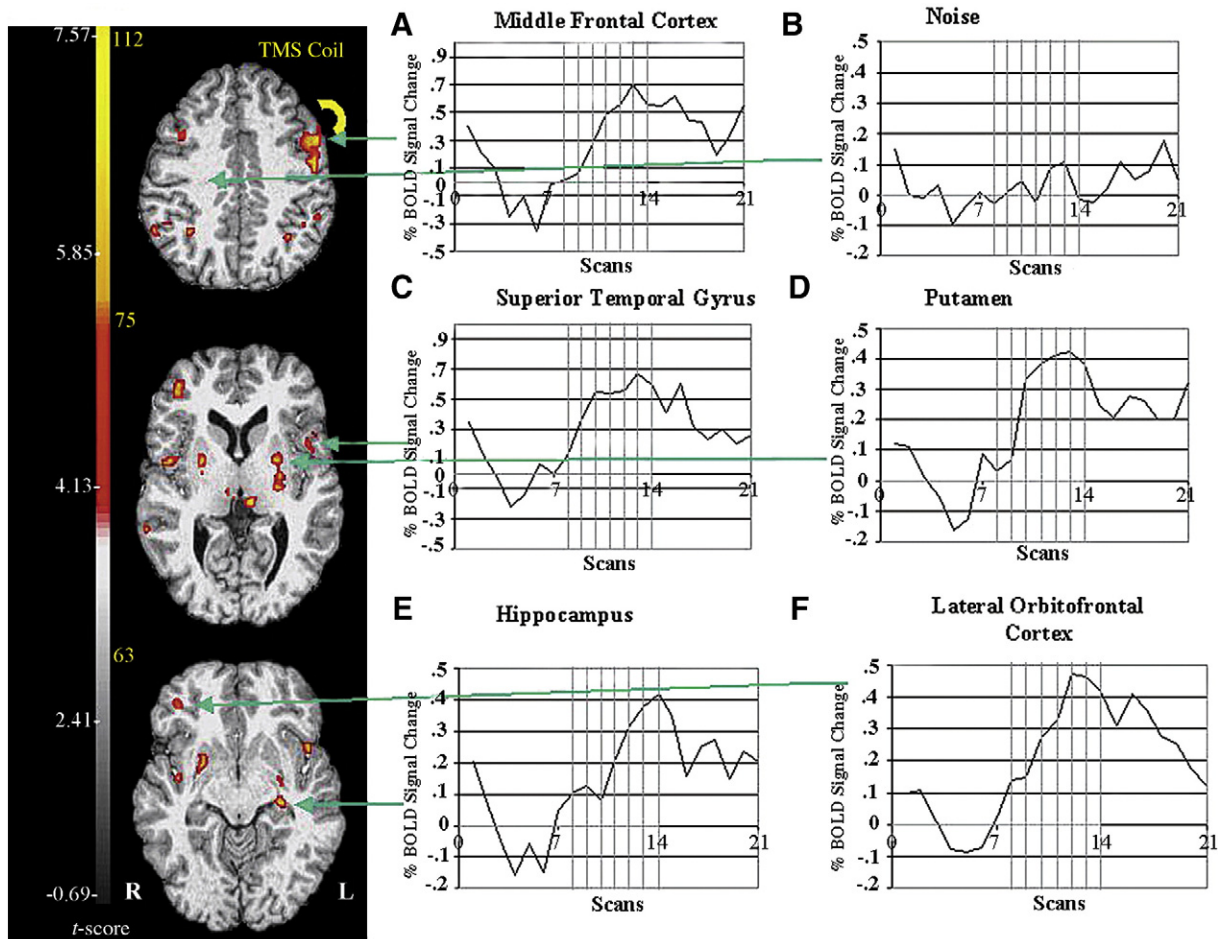 7.57-
112
TMS Coil
5.85-
75
4.13-
63
2.41-
-0.69-
R
L
t-score
A
Middle Frontal Cortex
% BOLD Signal Change
.9
.7
.5
.3
.1
0
-.1
-.3
-.5
0
7
14
21
Scans
B
Noise
% BOLD Signal Change
.5
.4
.3
.2
.1
0
-.1
-.2
0
7
14
21
Scans
C
Superior Temporal Gyrus
% BOLD Signal Change
.9
.7
.5
.3
.1
0
-.1
-.3
-.5
0
7
14
21
Scans
D
Putamen
% BOLD Signal Change
.5
.4
.3
.2
.1
0
-.1
-.2
0
7
14
21
Scans
E
Hippocampus
% BOLD Signal Change
.5
.4
.3
.2
.1
0
-.1
-.2
0
7
14
21
Scans
F
Lateral Orbitofrontal
Cortex
% BOLD Signal Change
.5
.4
.3
.2
.1
0
-.1
-.2
0
7
14
21
Scans